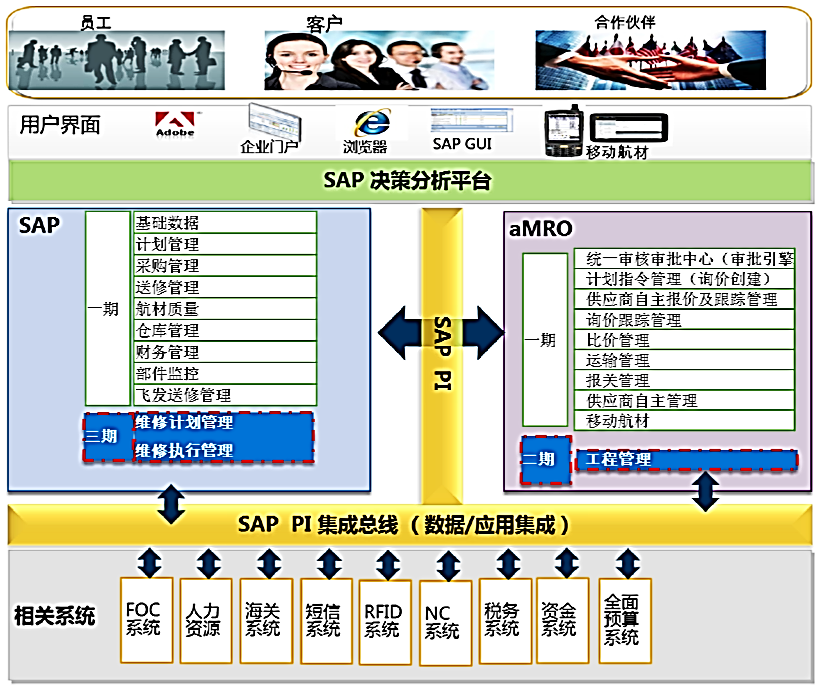 员工
客户
合作伙伴
用户界面
Adobe
企业门户
浏览器
SAP GUI
移动航材
SAP 决策分析平台
SAP
一期
基础数据
计划管理
采购管理
送修管理
航材质量
仓库管理
财务管理
部件监控
飞发送修管理
三期
维修计划管理
维修执行管理
SAP PI
aMRO
一期
统一审核审批中心（审批引擎
计划指令管理（询价创建）
供应商自主报价及跟踪管理
询价跟踪管理
比价管理
运输管理
报关管理
供应商自主管理
移动航材
二期
工程管理
SAP PI 集成总线 （数据/应用集成）
相关系统
FOC
系统
人力
资源
海关
系统
短信
系统
RFID
系统
NC
系统
税务
系统
资金
系统
全面
预算
系统